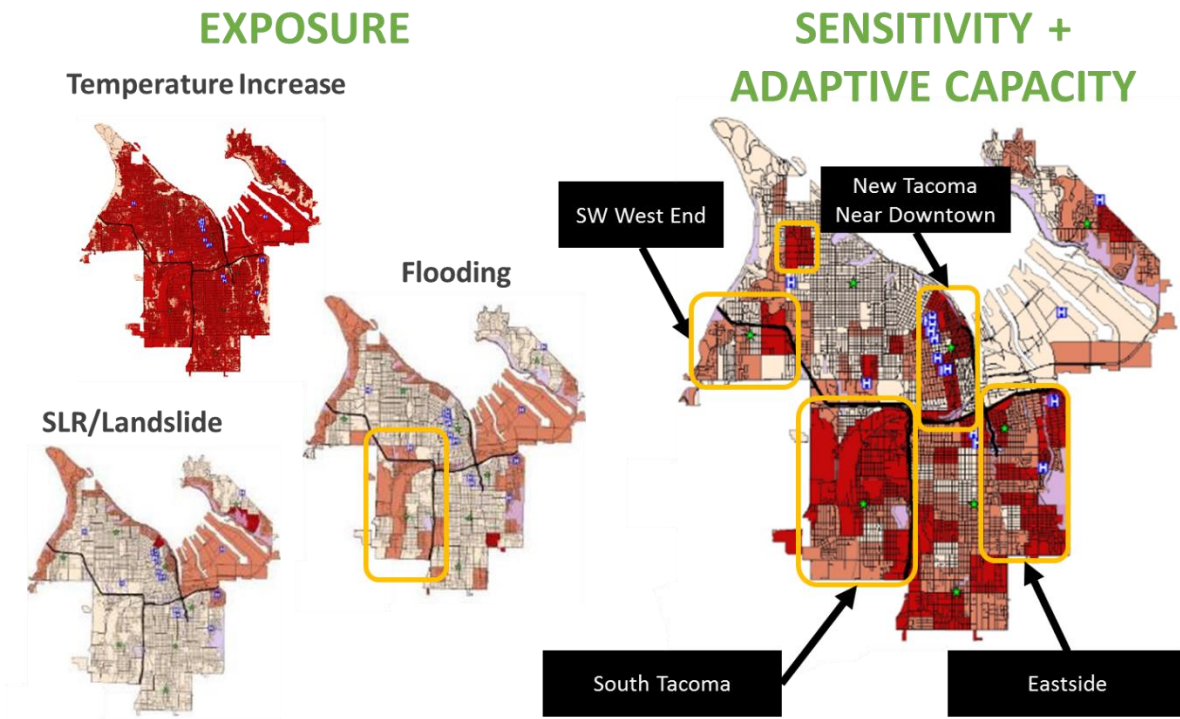 EXPOSURE
Temperature Increase
Flooding
SLR/Landslide
SENSITIVITY +
ADAPTIVE CAPACITY
SW West End
New Tacoma
Near Downtown
H
H
H
H
H
H
H
H
H
H
South Tacoma
Eastside